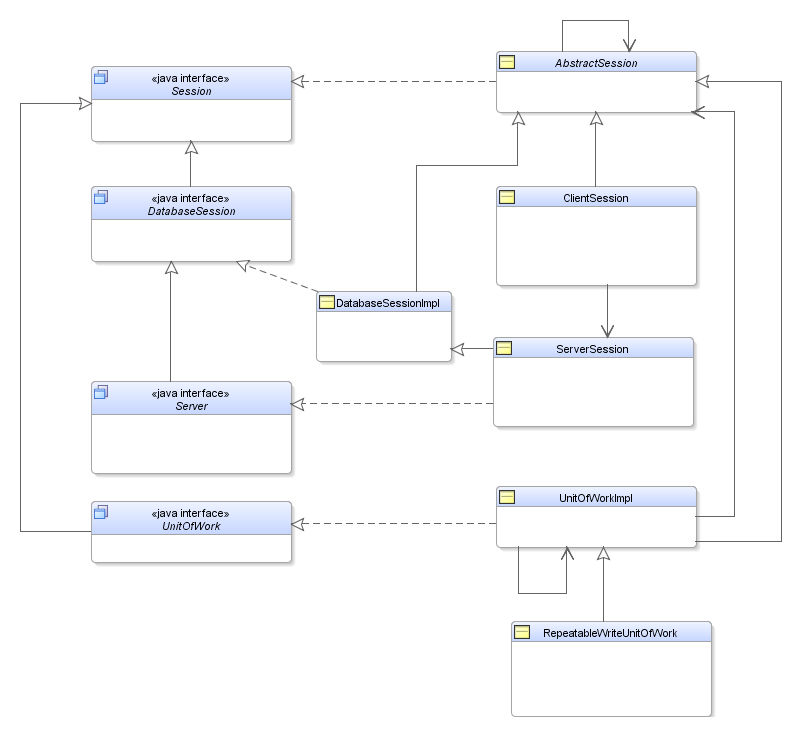 AbstractSession
«java interface»
Session
«java interface»
DatabaseSession
ClientSession
DatabaseSessionImpl
ServerSession
«java interface»
Server
UnitOfWorkImpl
«java interface»
UnitOfWork
RepeatableWriteUnitOfWork